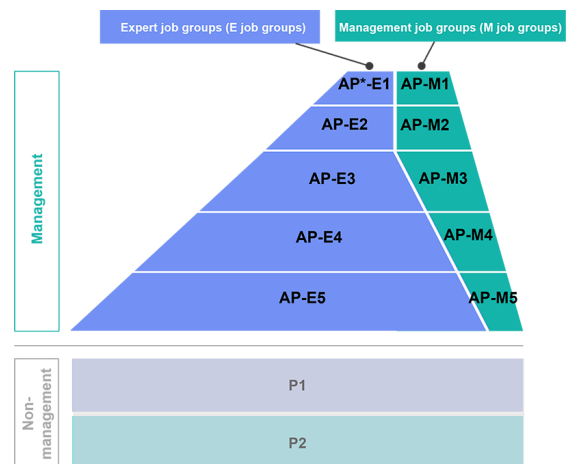 Expert job groups (E job groups)
Management job groups (M job groups)
Management
AP*-E1
AP-M1
AP-E2
AP-M2
AP-E3
AP-M3
AP-E4
AP-M4
AP-E5
AP-M5
Non-
management
P1
P2